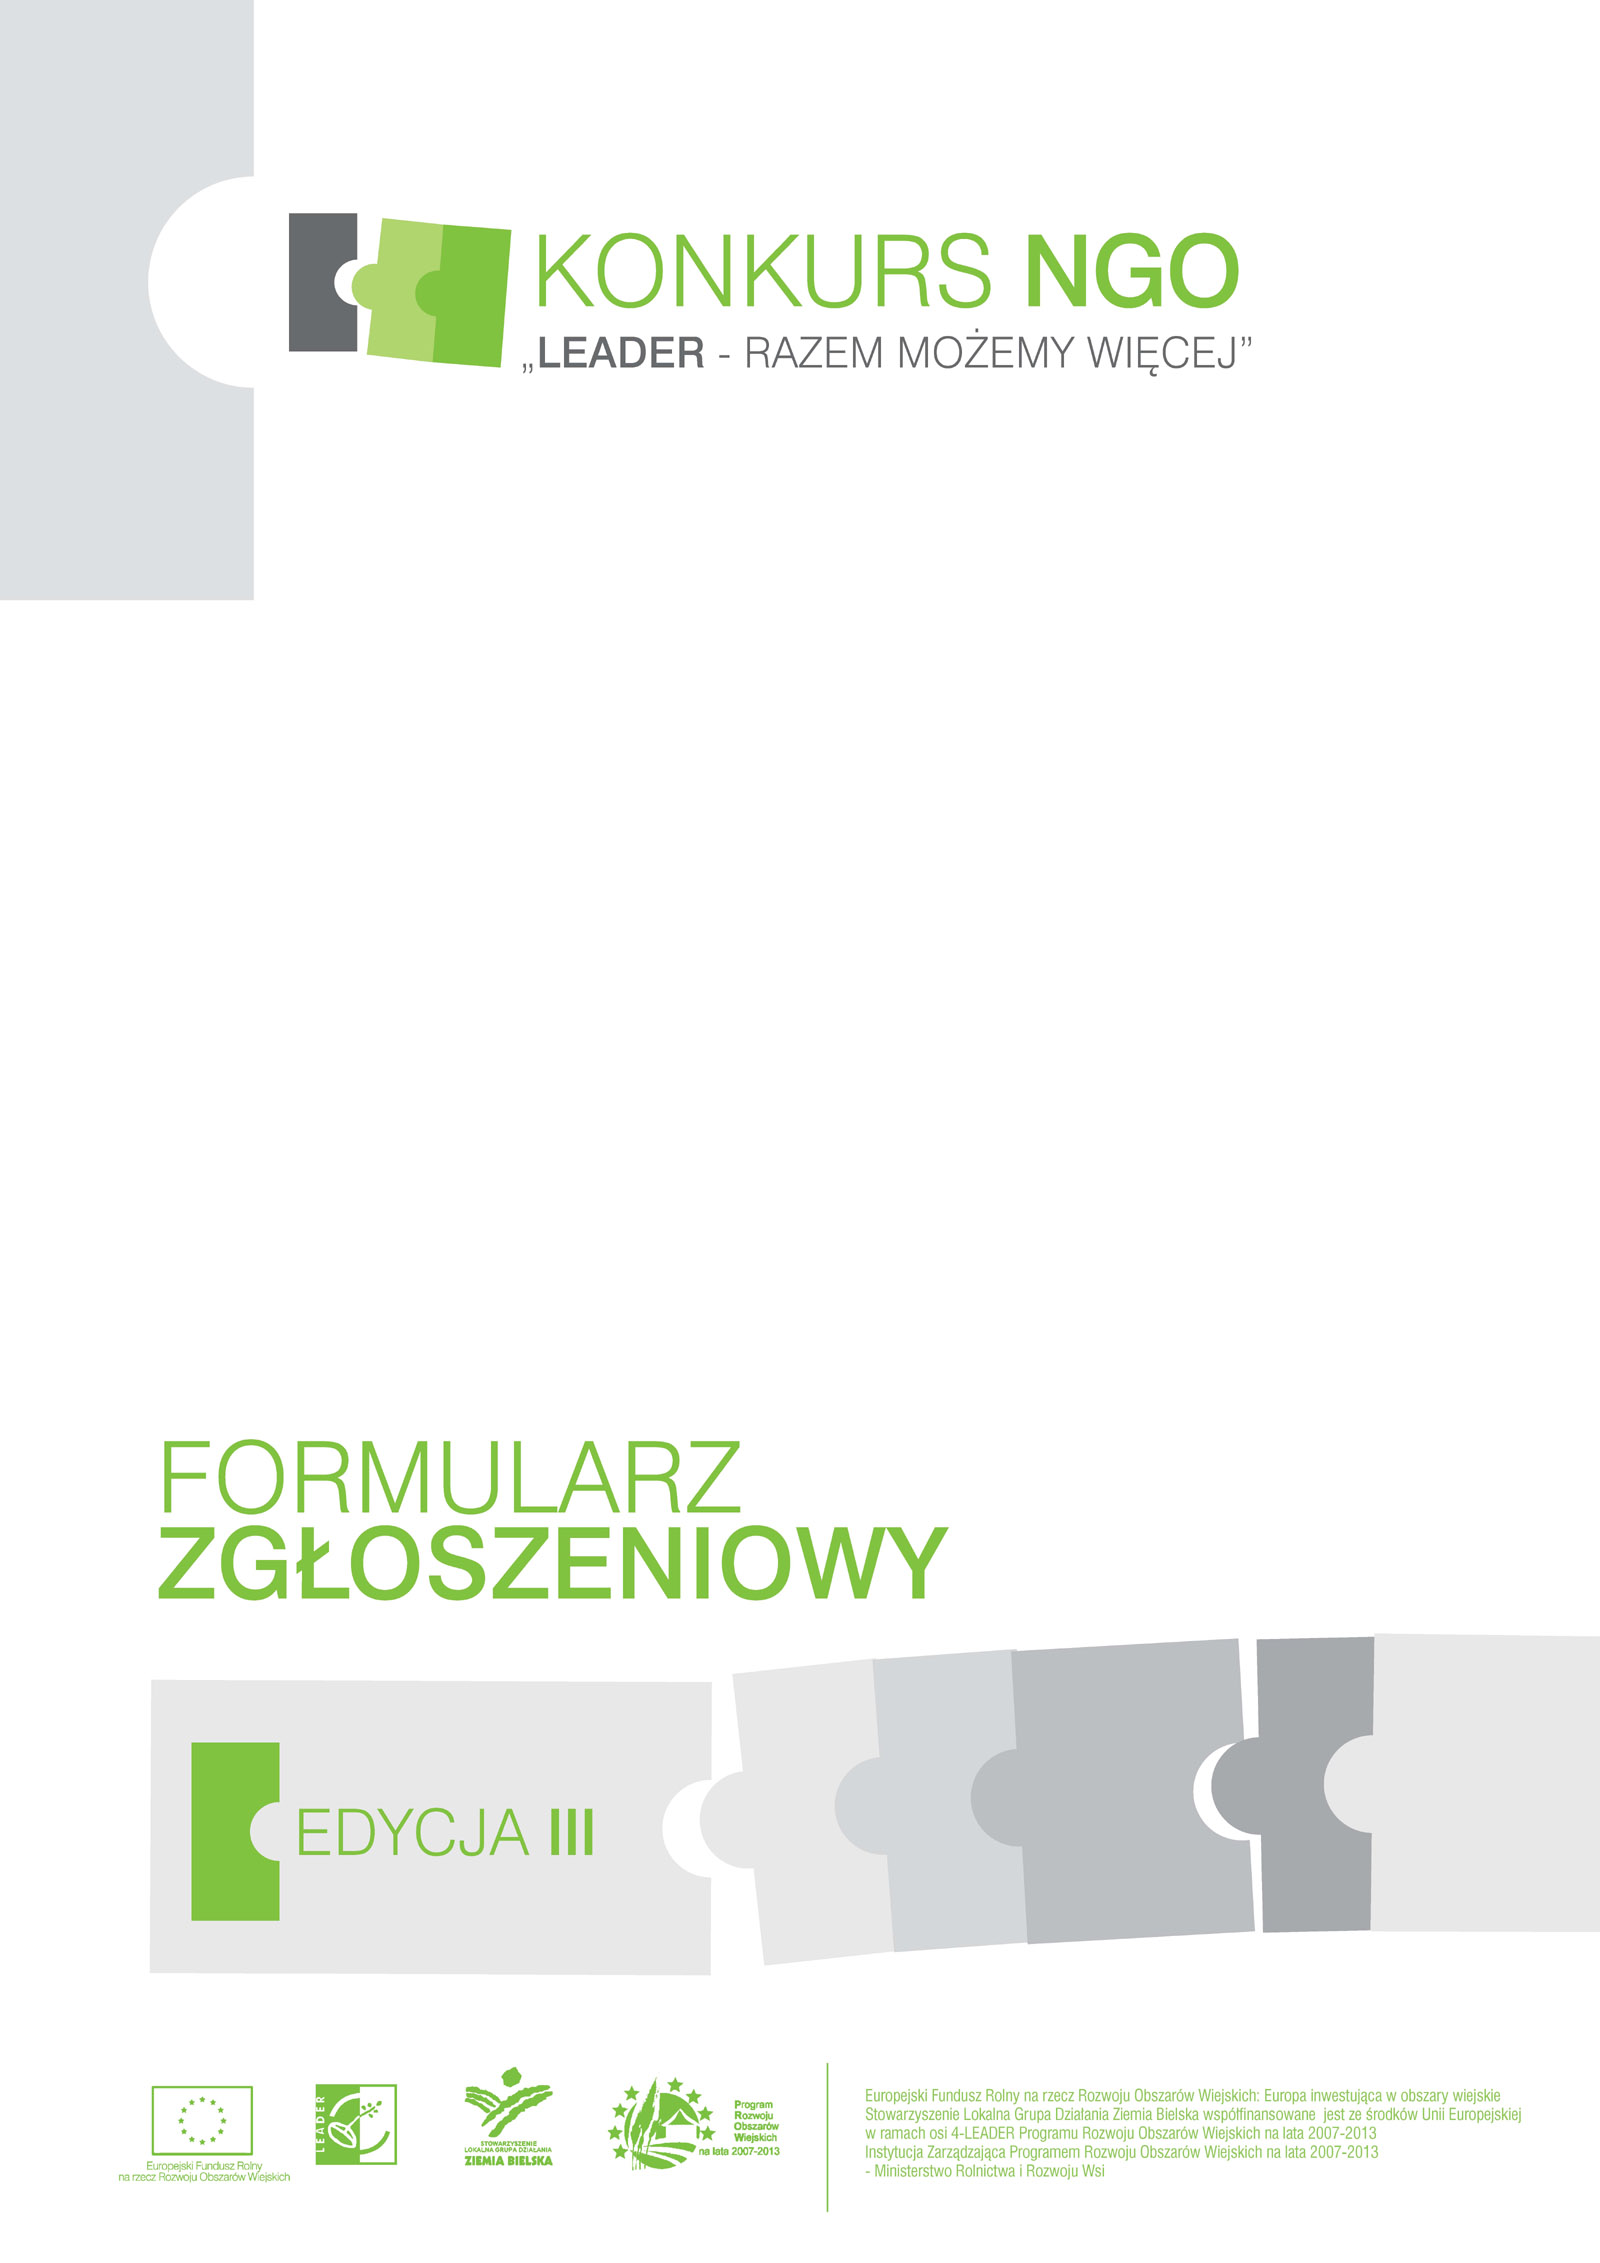 KONKURS NGO
„LEADER - RAZEM MOŻEMY WIĘCEJ”
FORMULARZ
ZGŁOSZENIOWY
EDYCJA III
Europejski Fundusz Rolny
na rzecz Rozwoju Obszarów Wiejskich
LEADER
STOWARZYSZENIE
LOKALNA GRUPA DZIAŁANIA
ZIEMIA BIELSKA
Program
Rozwoju
Obszarów
Wiejskich
na lata 2007-2013
Europejski Fundusz Rolny na rzecz Rozwoju Obszarów Wiejskich: Europa inwestująca w obszary wiejskie
Stowarzyszenie Lokalna Grupa Działania Ziemia Bielska współfinansowane jest ze środków Unii Europejskiej
w ramach osi 4-LEADER Programu Rozwoju Obszarów Wiejskich na lata 2007-2013
Instytucja Zarządzająca Programem Rozwoju Obszarów Wiejskich na lata 2007-2013
- Ministerstwo Rolnictwa i Rozwoju Wsi